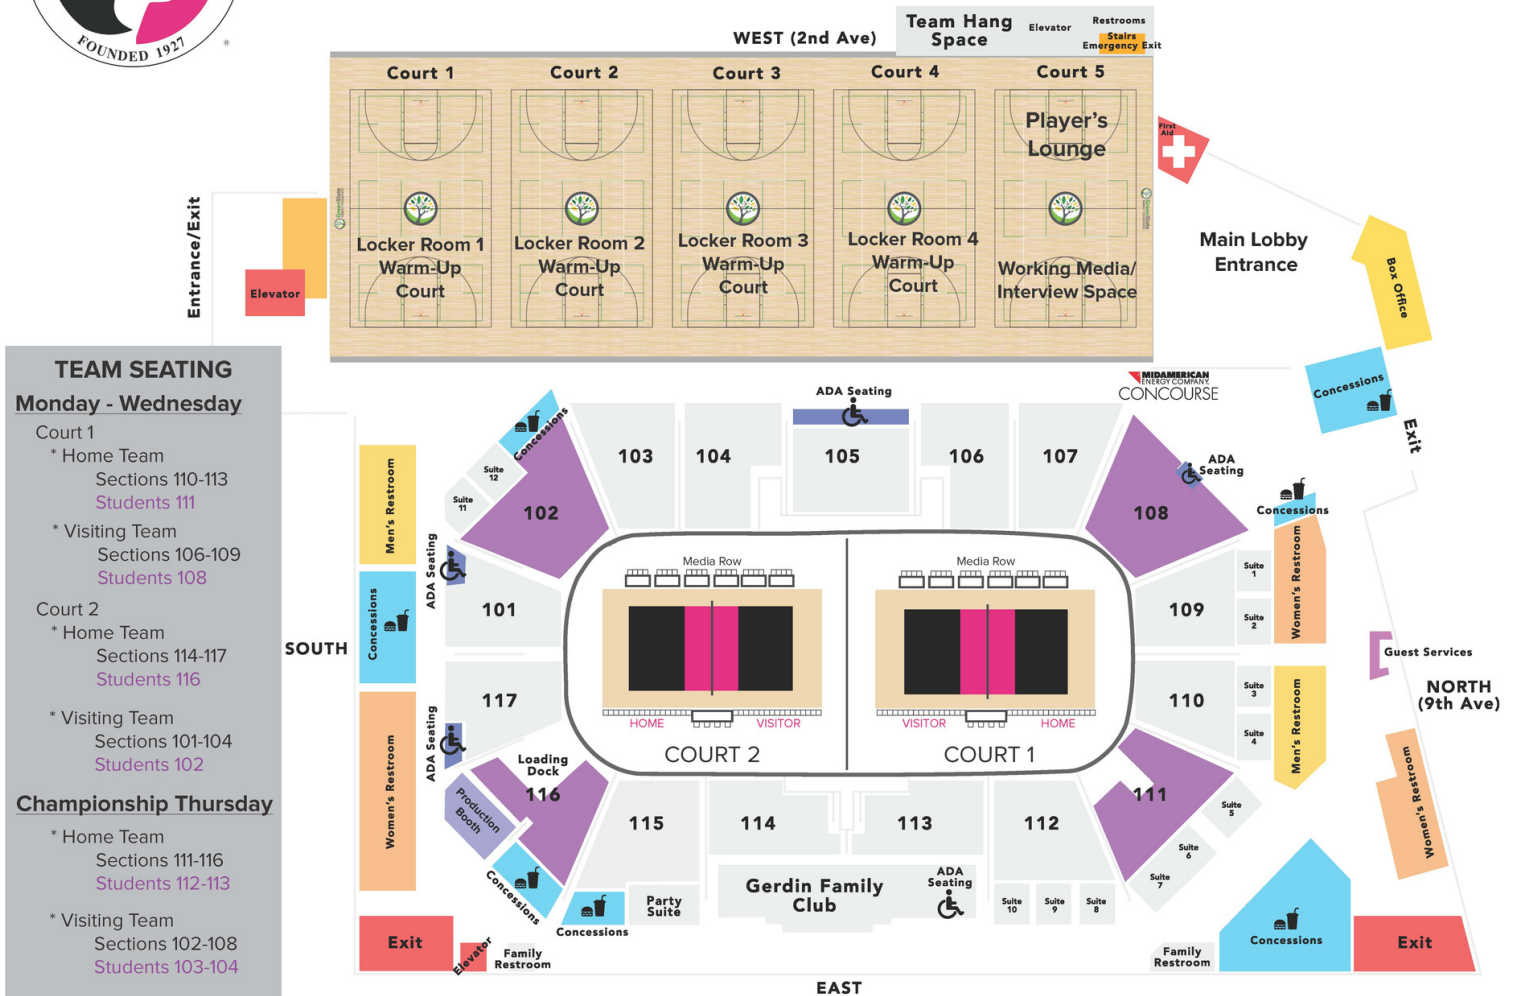 FOUNDED 1927
®
WEST (2nd Ave)
Team Hang
Space
Elevator
Restrooms
Stairs
Emergency Exit
Court 1
Court 2
Court 3
Court 4
Court 5
Player's
Lounge
Locker Room 1
Warm-Up
Court
Locker Room 2
Warm-Up
Court
Locker Room 3
Warm-Up
Court
Locker Room 4
Warm-Up
Court
Working Media/
Interview Space
First
Aid
Main Lobby
Entrance
Box Office
Concessions
Exit
Entrance/Exit
Elevator
TEAM SEATING
Monday - Wednesday
Court 1
* Home Team
Sections 110-113
Students 111
* Visiting Team
Sections 106-109
Students 108
Court 2
* Home Team
Sections 114-117
Students 116
* Visiting Team
Sections 101-104
Students 102
Championship Thursday
* Home Team
Sections 111-116
Students 112-113
* Visiting Team
Sections 102-108
Students 103-104
SOUTH
Men's Restroom
Concessions
Women's Restroom
Exit
Elevator
Family
Restroom
MIDAMERICAN
ENERGY COMPANY.
CONCOURSE
ADA Seating
Concessions
Suite
12
Suite
11
102
103
104
105
106
107
108
ADA
Seating
Concessions
Women's Restroom
ADA Seating
101
117
ADA Seating
Media Row
HOME
VISITOR
COURT 2
Media Row
VISITOR
HOME
COURT 1
109
110
Suite
1
Suite
2
Suite
3
Suite
4
Men's Restroom
Guest Services
NORTH
(9th Ave)
Women's Restroom
Loading
Dock
116
Production
Booth
Concessions
Concessions
115
114
113
112
111
Suite
5
Suite
6
Suite
7
Party
Suite
Gerdin Family
Club
ADA
Seating
Suite
10
Suite
9
Suite
8
Family
Restroom
Concessions
Exit
EAST